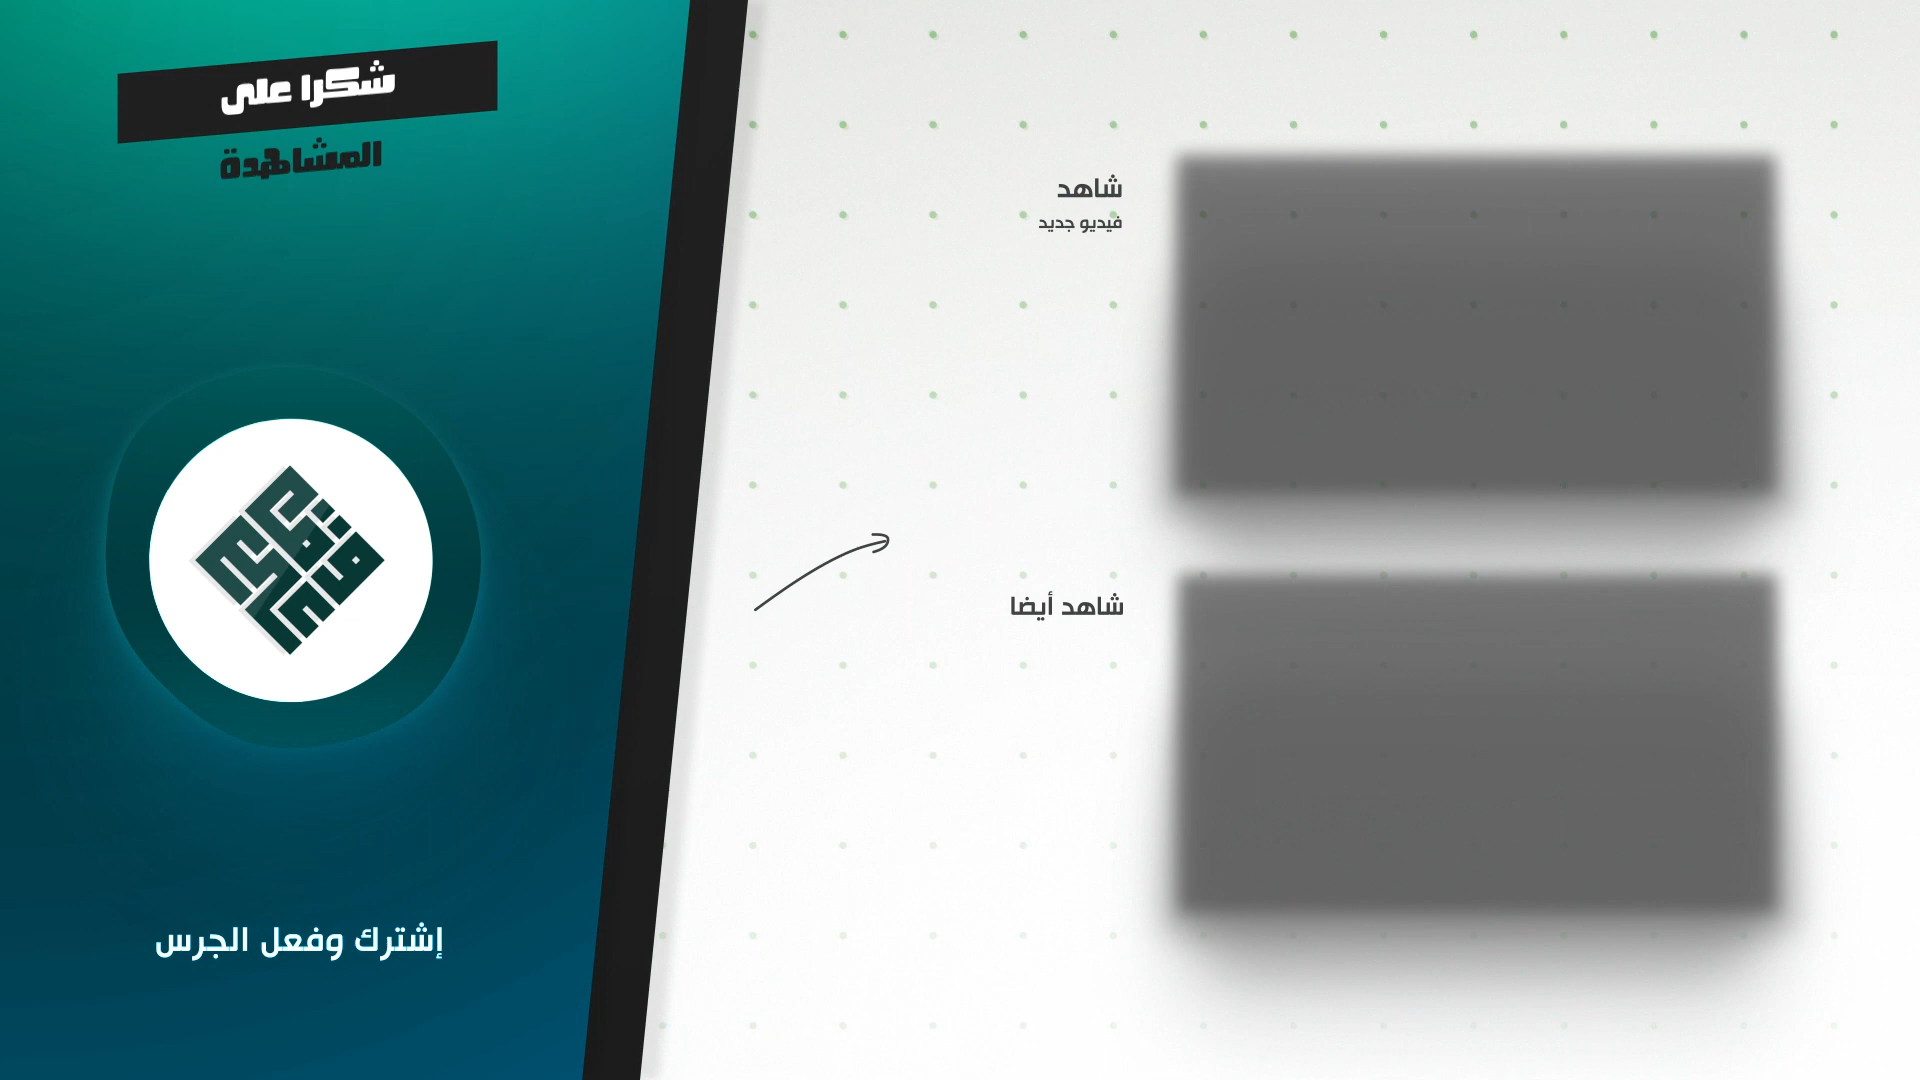 شكرا على
المشاهدة
شاهد
فيديو جديد
شاهد أيضا
إشترك وفعل الجرس